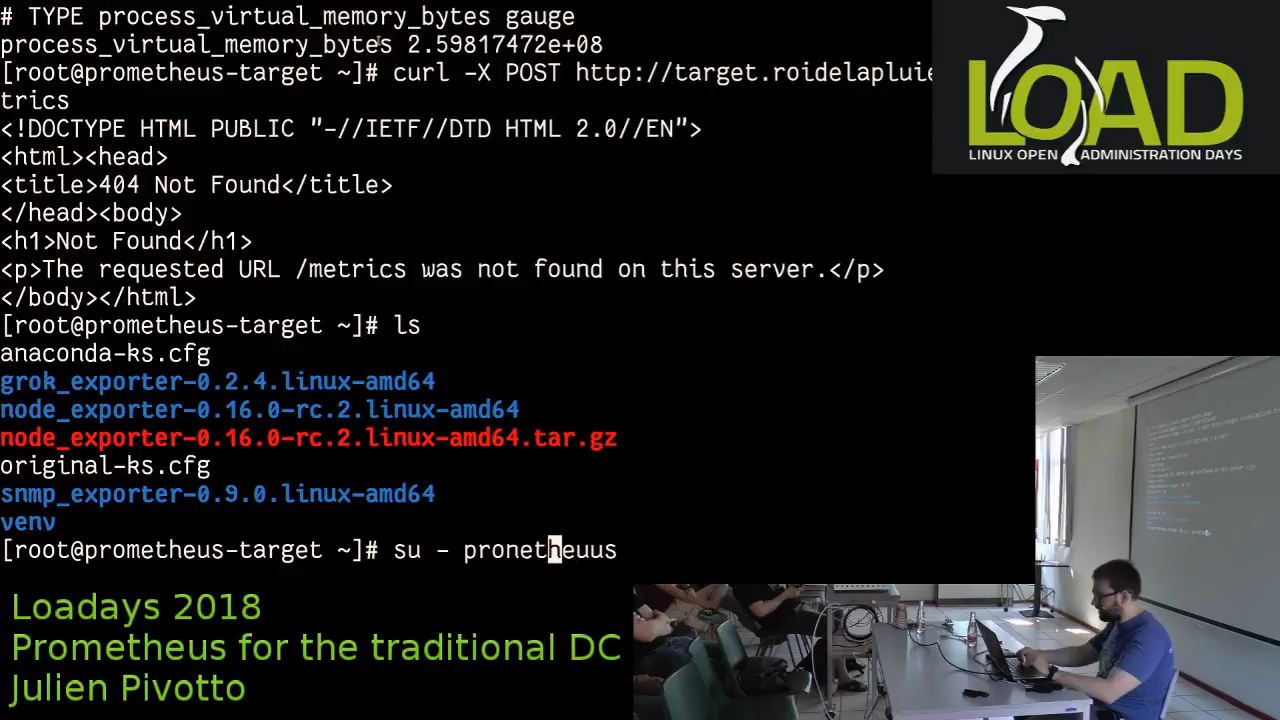 # TYPE process_virtual_memory_bytes gauge
process_virtual_memory_bytes 2.59817472e+08
[root@prometheus-target ~]# curl -X POST http://target.roidelapluie
trics
<!DOCTYPE HTML PUBLIC "-//IETF//DTD HTML 2.0//EN">
<html><head>
<title>404 Not Found</title>
</head><body>
<h1>Not Found</h1>
<p>The requested URL /metrics was not found on this server.</p>
</body></html>
[root@prometheus-target ~]# ls
anaconda-ks.cfg
grok_exporter-0.2.4.linux-amd64
node_exporter-0.16.0-rc.2.linux-amd64
node_exporter-0.16.0-rc.2.linux-amd64.tar.gz
original-ks.cfg
snmp_exporter-0.9.0.linux-amd64
venv
[root@prometheus-target ~]# su - pronetheuus
LOAD
LINUX OPEN ADMINISTRATION DAYS
Loadays 2018
Prometheus for the traditional DC
Julien Pivotto